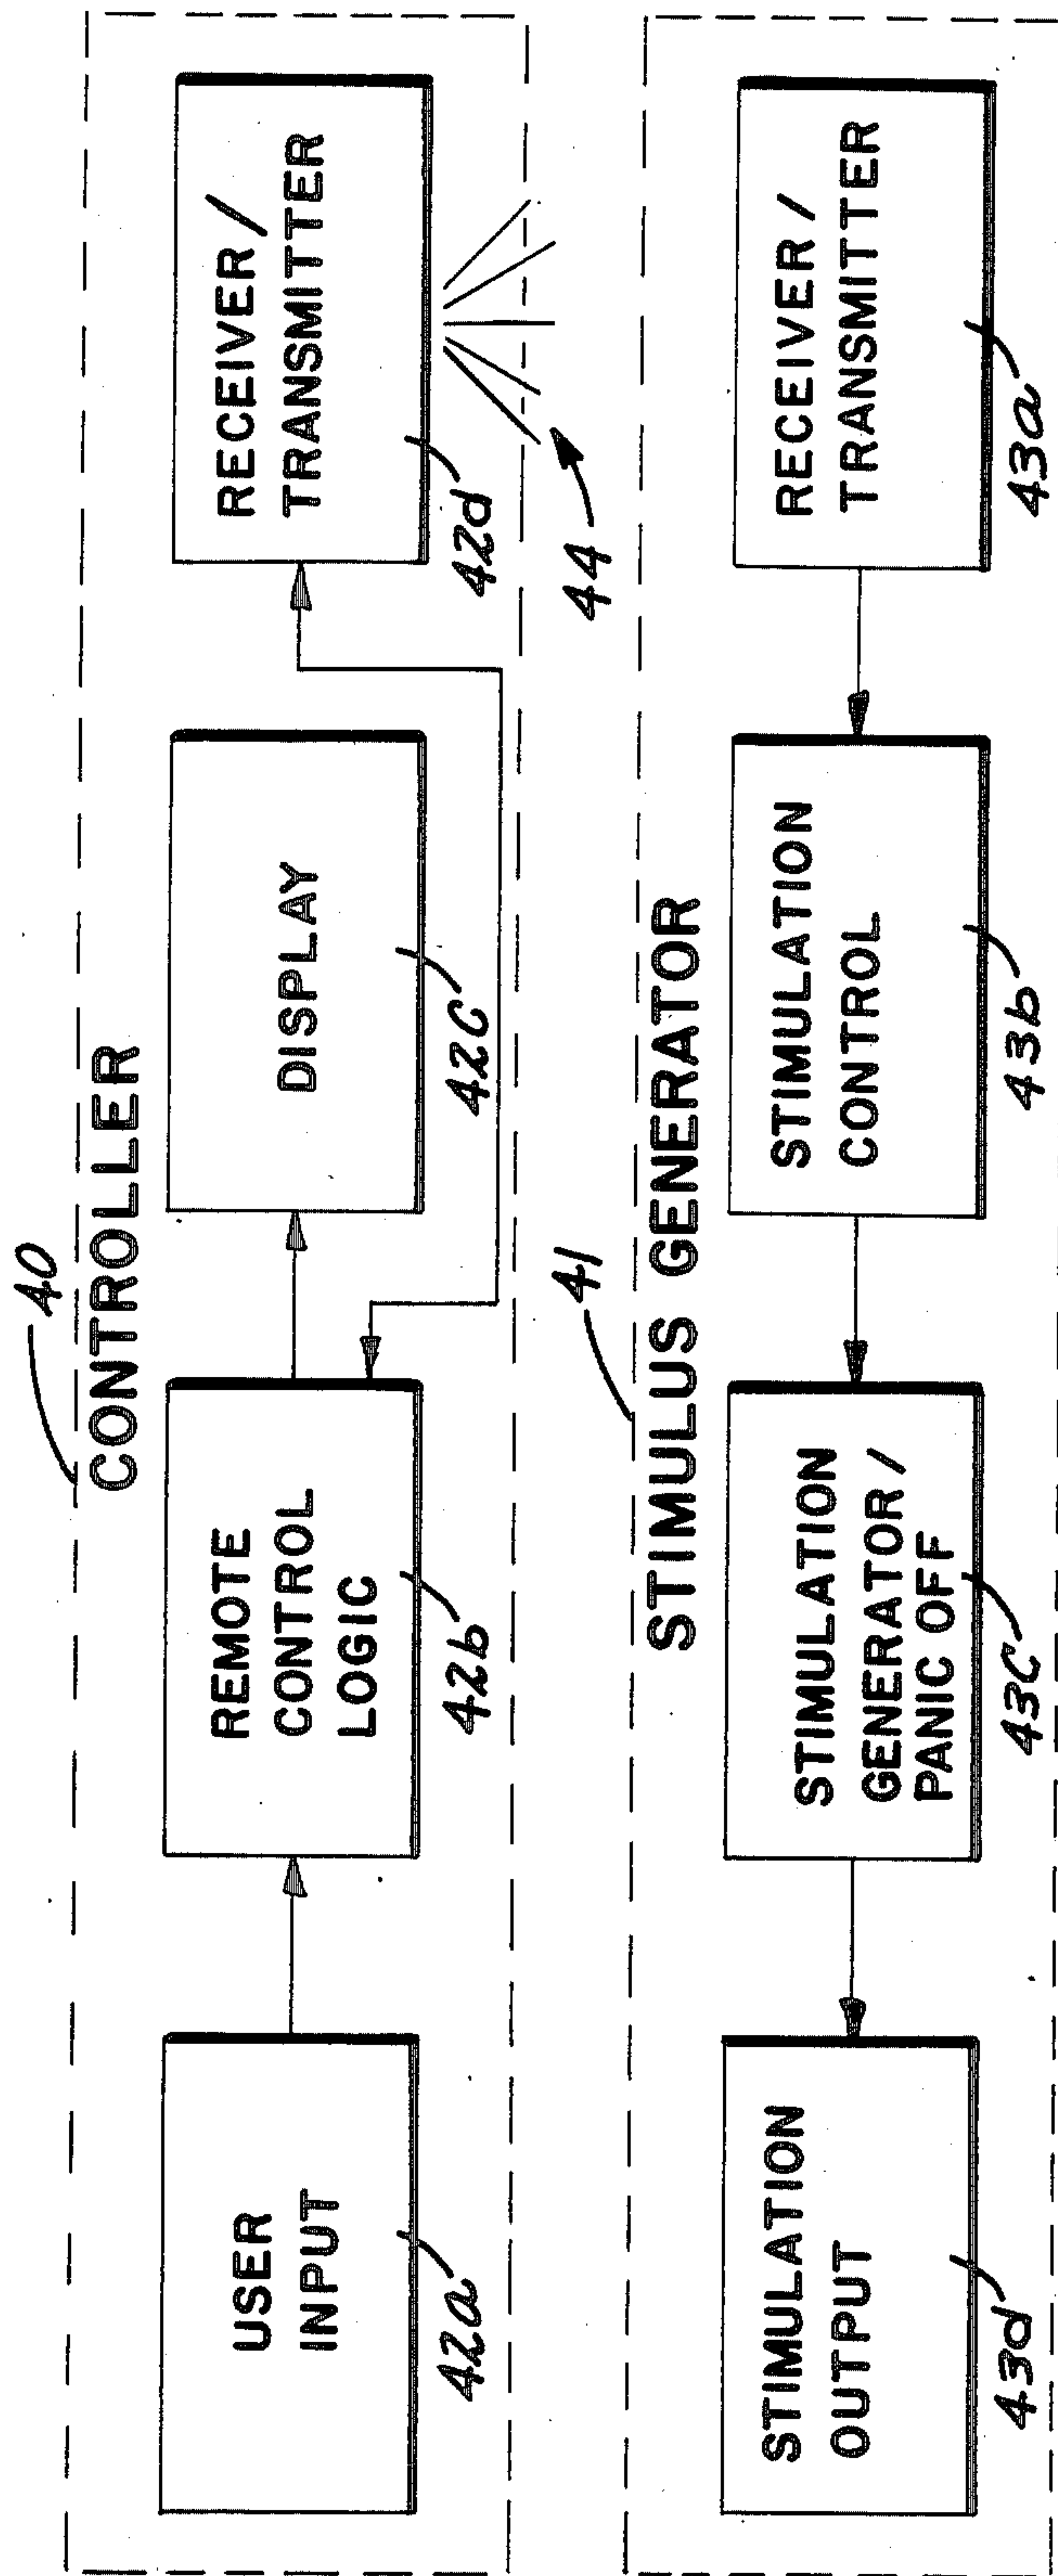 40
CONTROLLER
USER
INPUT
42a
REMOTE
CONTROL
LOGIC
42b
DISPLAY
42c
RECEIVER /
TRANSMITTER
42d
44
41
STIMULUS GENERATOR
STIMULATION
OUTPUT
43d
STIMULATION
GENERATOR /
PANIC OFF
43c
STIMULATION
CONTROL
43b
RECEIVER /
TRANSMITTER
43a